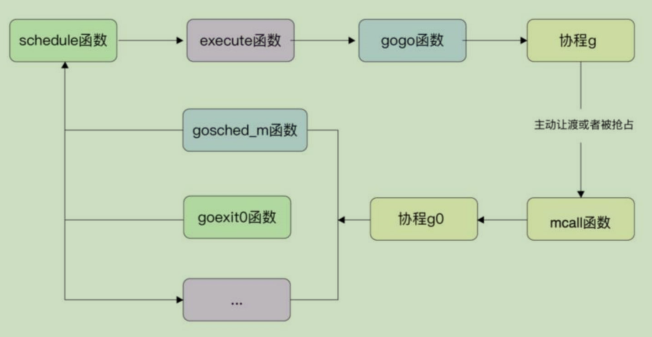 schedule函数
execute函数
gogo函数
协程g
主动让渡或者被抢占
gosched_m函数
goexit0函数
协程g0
mcall函数
...